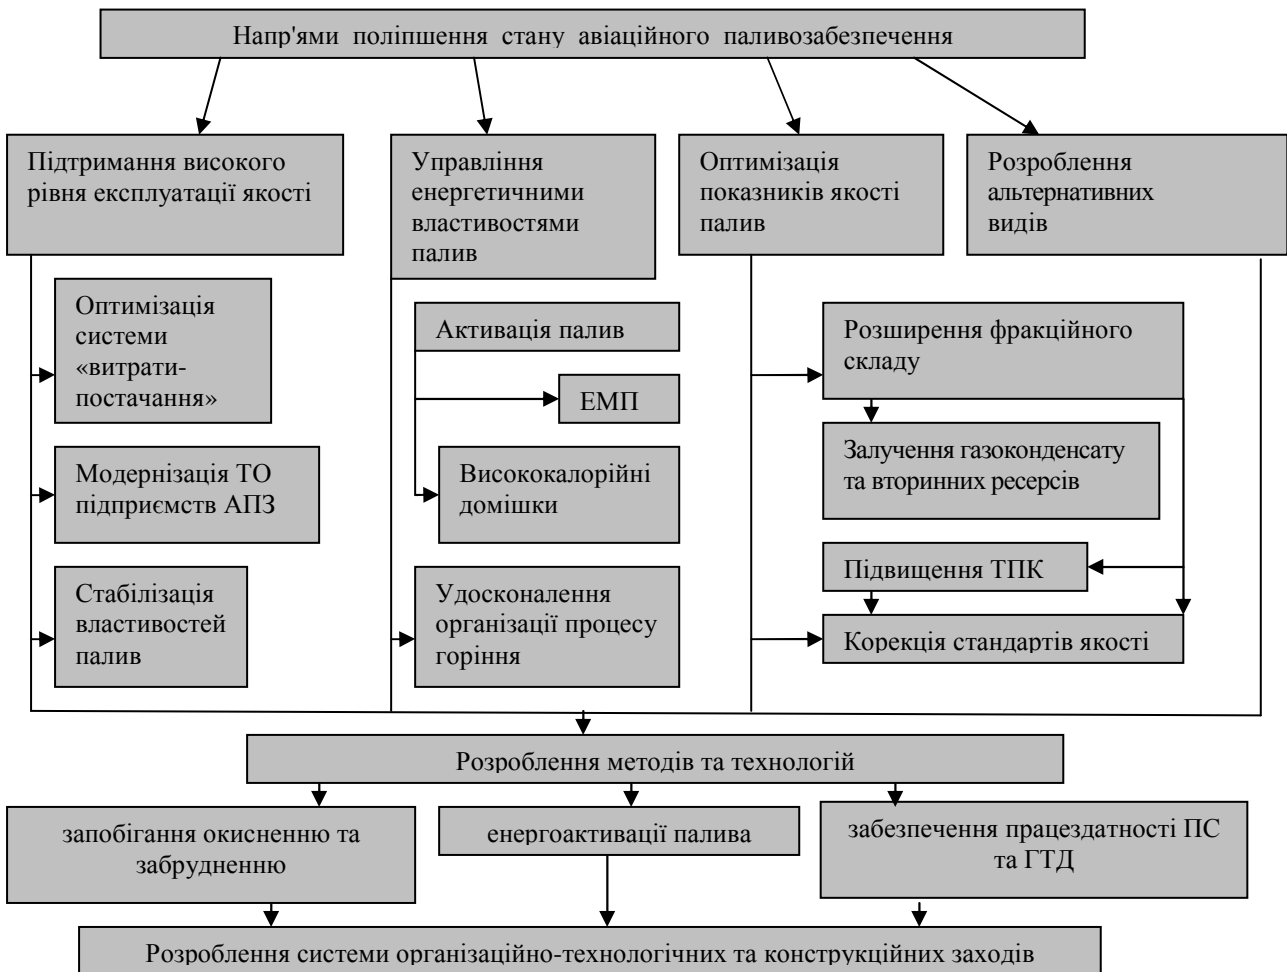 Напр'ями поліпшення стану авіаційного паливозабезпечення
Підтримання високого
рівня експлуатації якості
Управління
енергетичними
властивостями
палив
Оптимізація
показників якості
палив
Розроблення
альтернативних
видів
Оптимізація
системи
«витрати-
постачання»
Модернізація ТО
підприємств АПЗ
Стабілізація
властивостей
палив
Активація палив
ЕМП
Висококалорійні
домішки
Удосконалення
організації процесу
горіння
Розширення фракційного
складу
Залучення газоконденсату
та вторинних ресерсів
Підвищення ТПК
Корекція стандартів якості
Розроблення методів та технологій
запобігання окисненню та
забрудненню
енергоактивації палива
забезпечення працездатності ПС
та ГТД
Розроблення системи організаційно-технологічних та конструкційних заходів